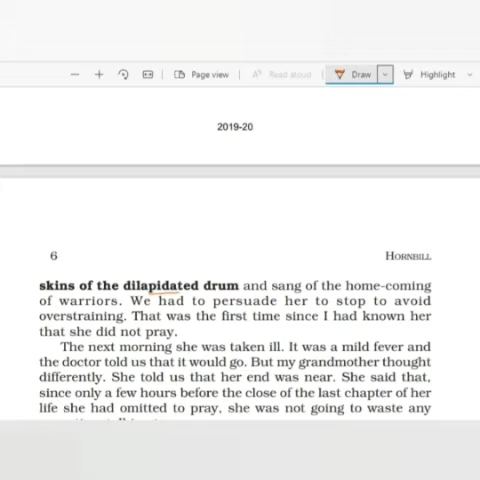 Page view
Read aloud
Draw
Highlight
2019-20
6 HORNBILL
skins of the dilapidated drum and sang of the home-coming
of warriors. We had to persuade her to stop to avoid
overstraining. That was the first time since I had known her
that she did not pray.
The next morning she was taken ill. It was a mild fever and
the doctor told us that it would go. But my grandmother thought
differently. She told us that her end was near. She said that,
since only a few hours before the close of the last chapter of her
life she had omitted to pray, she was not going to waste any